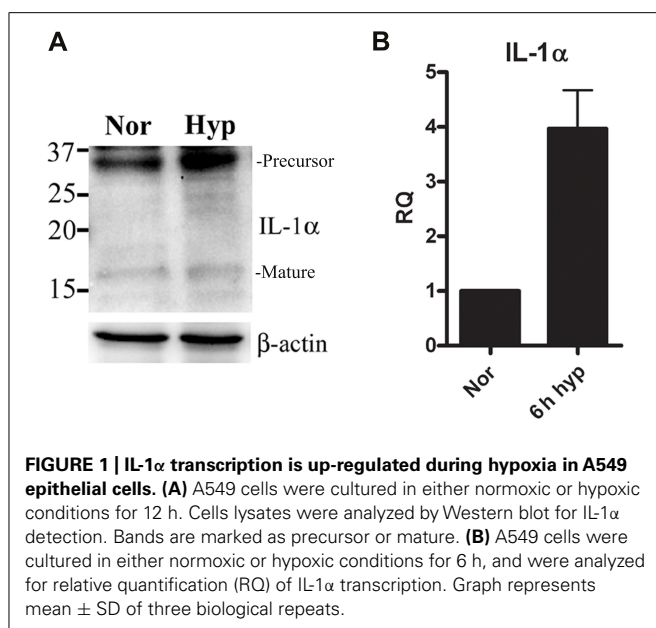 A
Nor Hyp
37
-Precursor
25
20
IL-1α
-Mature
15
β-actin
B
IL-1α
5
4
3
2
1
0
RQ
Nor
6h hyp
FIGURE 1 | IL-1α transcription is up-regulated during hypoxia in A549
epithelial cells. (A) A549 cells were cultured in either normoxic or hypoxic
conditions for 12 h. Cells lysates were analyzed by Western blot for IL-1α
detection. Bands are marked as precursor or mature. (B) A549 cells were
cultured in either normoxic or hypoxic conditions for 6 h, and were analyzed
for relative quantification (RQ) of IL-1α transcription. Graph represents
mean ± SD of three biological repeats.